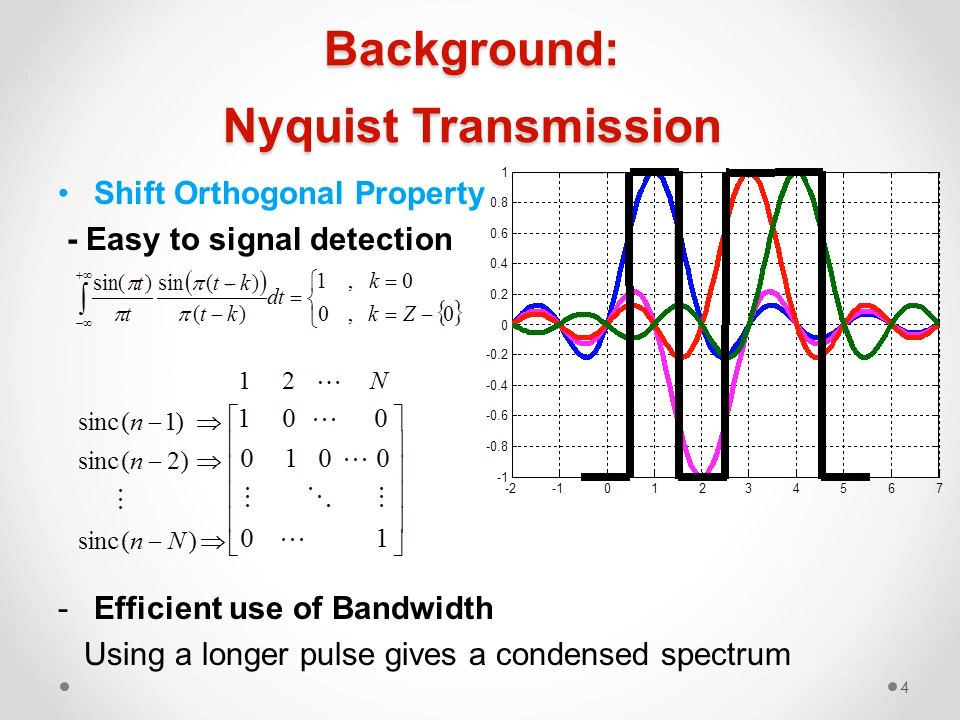 Background:
Nyquist Transmission
• Shift Orthogonal Property
- Easy to signal detection
∫_{−∞}^{+∞} sin(πt)/πt sin(π(t − k))/π(t − k) dt = { 1 , k = 0
0 , k = Z − {0}
1 2 ⋯ N
sinc(n − 1) ⇒ [1 0 ⋯ 0
sinc(n − 2) ⇒ 0 1 0 ⋯ 0
⋮ ⋮ ⋱ ⋮
sinc(n − N) ⇒ 0 ⋯ 1]
1
0.8
0.6
0.4
0.2
0
-0.2
-0.4
-0.6
-0.8
-1
-2 -1 0 1 2 3 4 5 6 7
- Efficient use of Bandwidth
Using a longer pulse gives a condensed spectrum
4